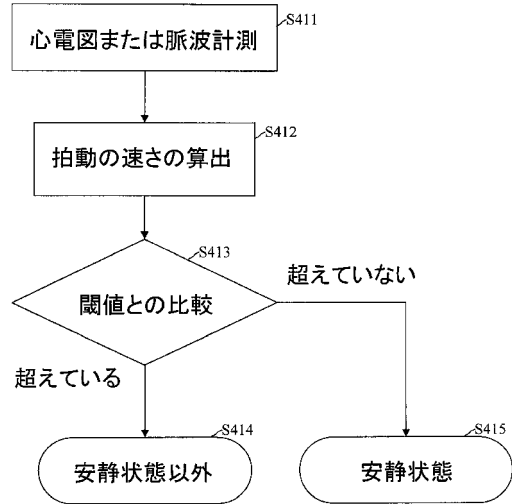 S411
心電図または脈波計測
S412
拍動の速さの算出
S413
閾値との比較
超えていない
超えている
S414
安静状態以外
S415
安静状態